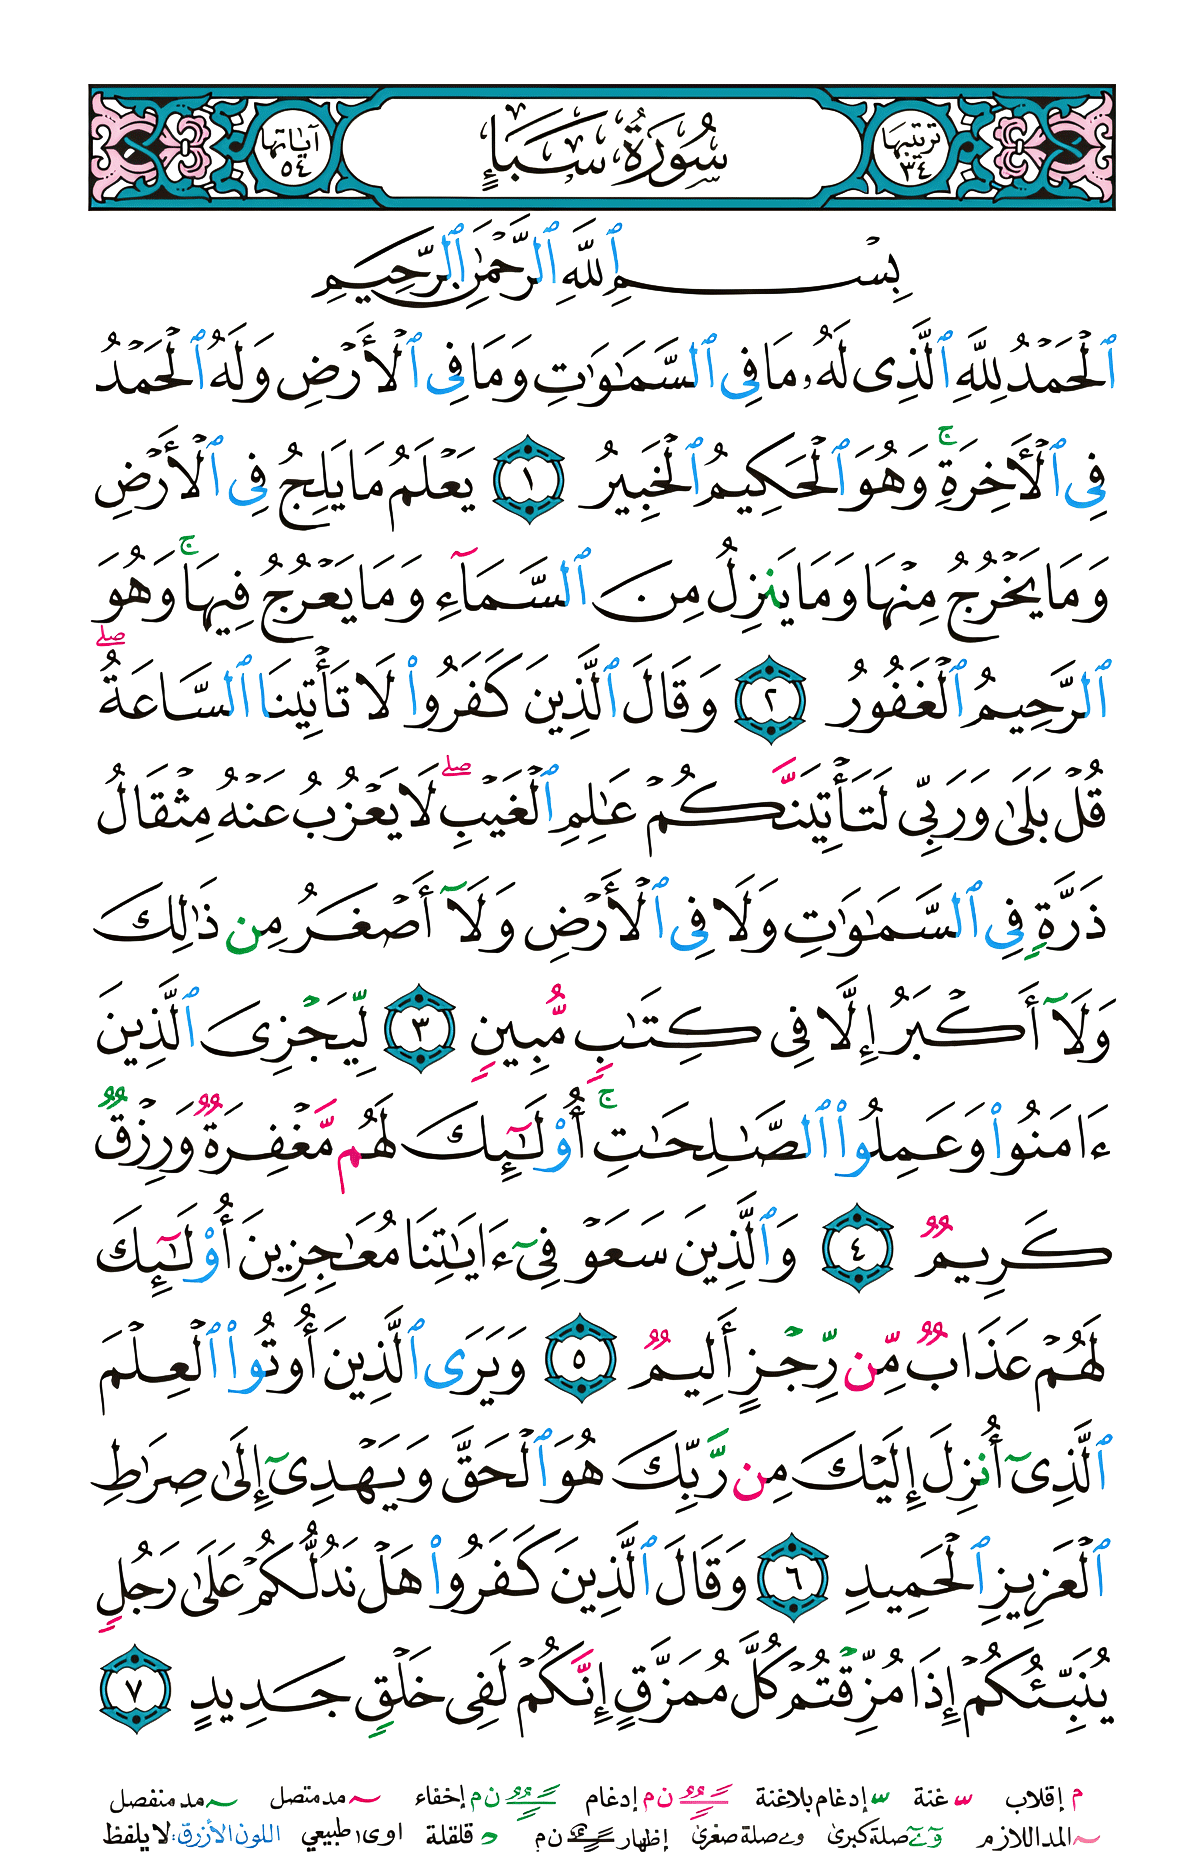 ترتيبها ٣٤
سُورَةُ سَبَإٍ
آياتها ٥٤
بِسْمِ ٱللَّهِ ٱلرَّحْمَٰنِ ٱلرَّحِيمِ
ٱلْحَمْدُ لِلَّهِ ٱلَّذِى لَهُۥ مَا فِى ٱلسَّمَٰوَٰتِ وَمَا فِى ٱلْأَرْضِ وَلَهُ ٱلْحَمْدُ
فِى ٱلْأَخِرَةِۚ وَهُوَ ٱلْحَكِيمُ ٱلْخَبِيرُ ١ يَعْلَمُ مَا يَلِجُ فِى ٱلْأَرْضِ
وَمَا يَخْرُجُ مِنْهَا وَمَا يَنزِلُ مِنَ ٱلسَّمَآءِ وَمَا يَعْرُجُ فِيهَاۚ وَهُوَ
ٱلرَّحِيمُ ٱلْغَفُورُ ٢ وَقَالَ ٱلَّذِينَ كَفَرُوا۟ لَا تَأْتِينَا ٱلسَّاعَةُۖ
قُلْ بَلَىٰ وَرَبِّى لَتَأْتِيَنَّكُمْ عَٰلِمِ ٱلْغَيْبِۖ لَا يَعْزُبُ عَنْهُ مِثْقَالُ
ذَرَّةٍ فِى ٱلسَّمَٰوَٰتِ وَلَا فِى ٱلْأَرْضِ وَلَآ أَصْغَرُ مِن ذَٰلِكَ
وَلَآ أَكْبَرُ إِلَّا فِى كِتَٰبٍ مُّبِينٍ ٣ لِّيَجْزِىَ ٱلَّذِينَ
ءَامَنُوا۟ وَعَمِلُوا۟ ٱلصَّٰلِحَٰتِۚ أُو۟لَٰٓئِكَ لَهُم مَّغْفِرَةٌ وَرِزْقٌ
كَرِيمٌ ٤ وَٱلَّذِينَ سَعَوْ فِىٓ ءَايَٰتِنَا مُعَٰجِزِينَ أُو۟لَٰٓئِكَ
لَهُمْ عَذَابٌ مِّن رِّجْزٍ أَلِيمٌ ٥ وَيَرَى ٱلَّذِينَ أُوتُوا۟ ٱلْعِلْمَ
ٱلَّذِىٓ أُنزِلَ إِلَيْكَ مِن رَّبِّكَ هُوَ ٱلْحَقَّ وَيَهْدِىٓ إِلَىٰ صِرَٰطِ
ٱلْعَزِيزِ ٱلْحَمِيدِ ٦ وَقَالَ ٱلَّذِينَ كَفَرُوا۟ هَلْ نَدُلُّكُمْ عَلَىٰ رَجُلٍ
يُنَبِّئُكُمْ إِذَا مُزِّقْتُمْ كُلَّ مُمَزَّقٍ إِنَّكُمْ لَفِى خَلْقٍ جَدِيدٍ ٧
م إقلاب غنة إدغام بلاغنة ن م إدغام ن م إخفاء مد متصل مد منفصل
المد اللازم صلة كبرى و ے صلة صغرى إظهار ن م قلقلة ا و ى طبيعي اللون الأزرق: لا يلفظ